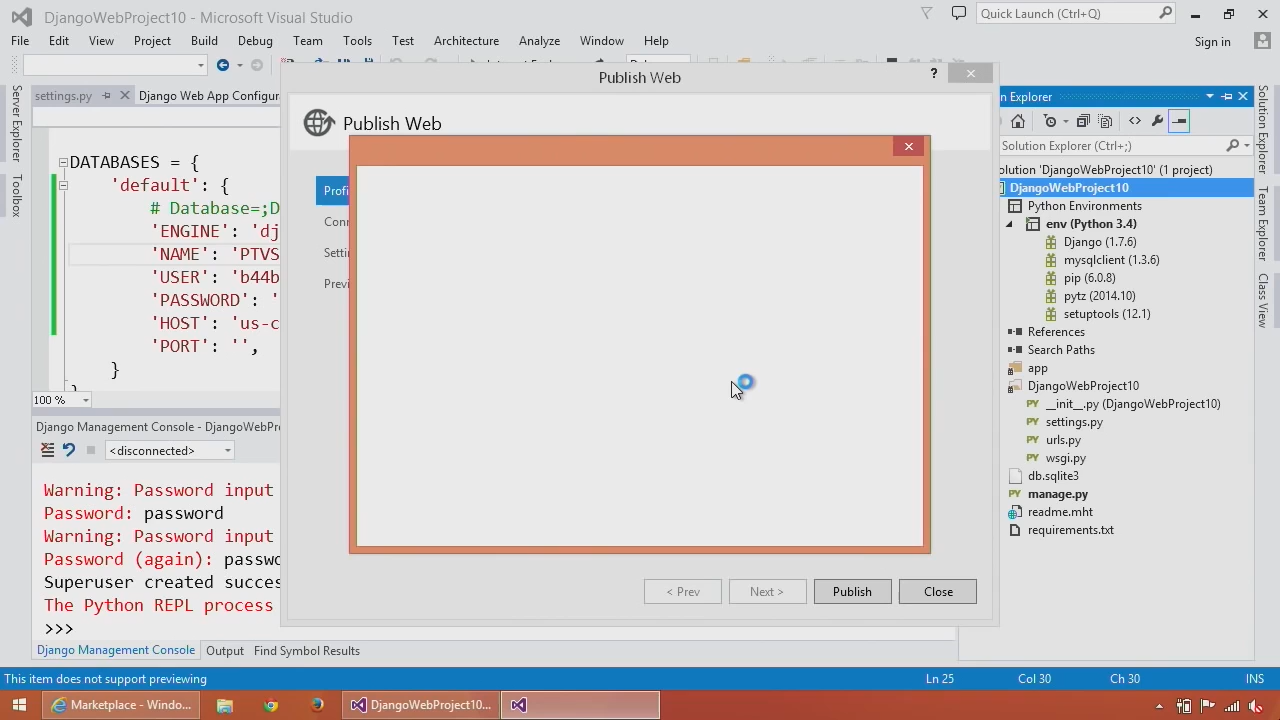 DjangoWebProject10 - Microsoft Visual Studio
Quick Launch (Ctrl+Q)
File Edit View Project Build Debug Team Tools Test Architecture Analyze Window Help
Sign in
Publish Web
?
Server Explorer
Toolbox
settings.py
Django Web App Configur
Publish Web
DATABASES = {
'default': {
# Database=;D
'ENGINE': 'dj
'NAME': 'PTVS
'USER': 'b44b
'PASSWORD': '
'HOST': 'us-c
'PORT': '',
}
100 %
Profi
Conn
Settin
Previ
< Prev
Next >
Publish
Close
Django Management Console - DjangoWebPr
<disconnected>
Warning: Password input
Password: password
Warning: Password input
Password (again): passwo
Superuser created succes
The Python REPL process
>>>
Django Management Console Output Find Symbol Results
n Explorer
Solution Explorer (Ctrl+;)
olution 'DjangoWebProject10' (1 project)
DjangoWebProject10
Python Environments
env (Python 3.4)
Django (1.7.6)
mysqlclient (1.3.6)
pip (6.0.8)
pytz (2014.10)
setuptools (12.1)
References
Search Paths
app
DjangoWebProject10
__init__.py (DjangoWebProject10)
settings.py
urls.py
wsgi.py
db.sqlite3
manage.py
readme.mht
requirements.txt
Solution Explorer
Team Explorer
Class View
This item does not support previewing
Ln 25
Col 30
Ch 30
INS
Marketplace - Windo...
DjangoWebProject10...